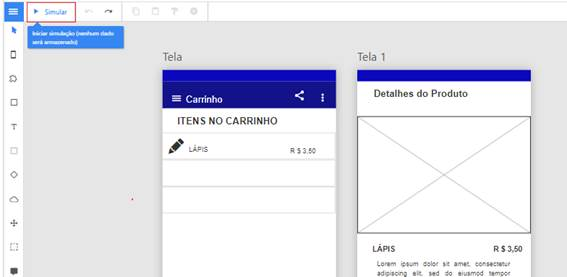 Simular
Iniciar simulação (nenhum dado
será armazenado)
Tela
Carrinho
ITENS NO CARRINHO
LÁPIS
R $ 3,50
Tela 1
Detalhes do Produto
LÁPIS
R $ 3,50
Lorem ipsum dolor sit amet, consectetur
adipiscing elit, sed do eiusmod tempor